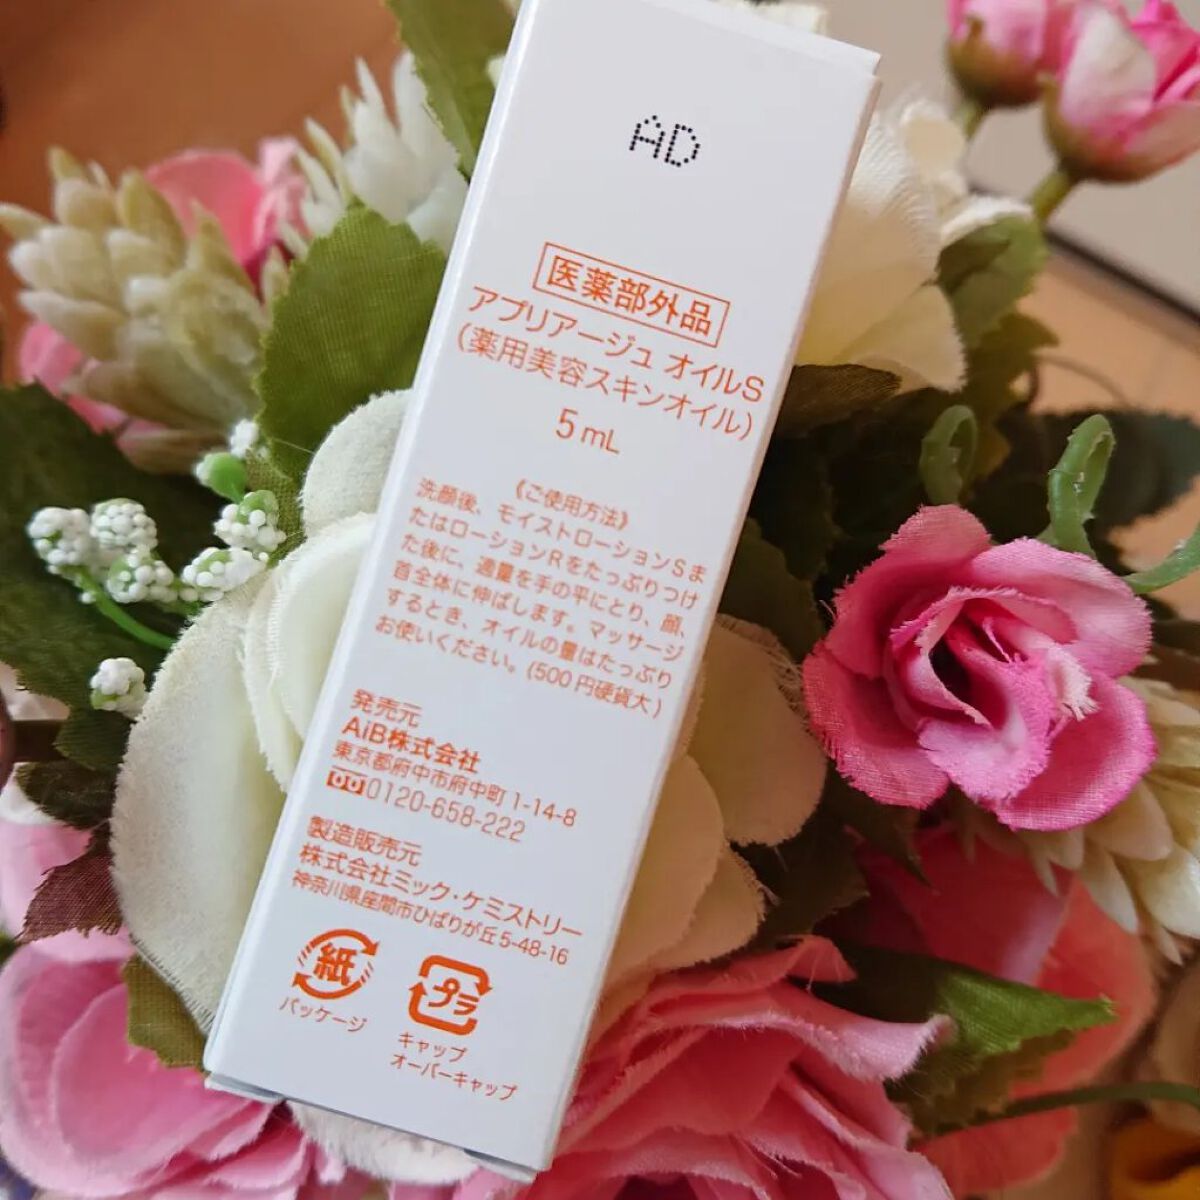 AD
医薬部外品
アプリアージュ オイルS
(薬用美容スキンオイル)
5mL
《ご使用方法》
洗顔後、モイストローションSま
たはローションRをたっぷりつけ
た後に、適量を手の平にとり、顔、
首全体に伸ばします。マッサージ
するとき、オイルの量はたっぷり
お使いください。(500円硬貨大)
発売元
AiB株式会社
東京都府中市府中町1-14-8
0120-658-222
製造販売元
株式会社ミック・ケミストリー
神奈川県座間市ひばりが丘5-48-16
紙
パッケージ
プラ
キャップ
オーバーキャップ